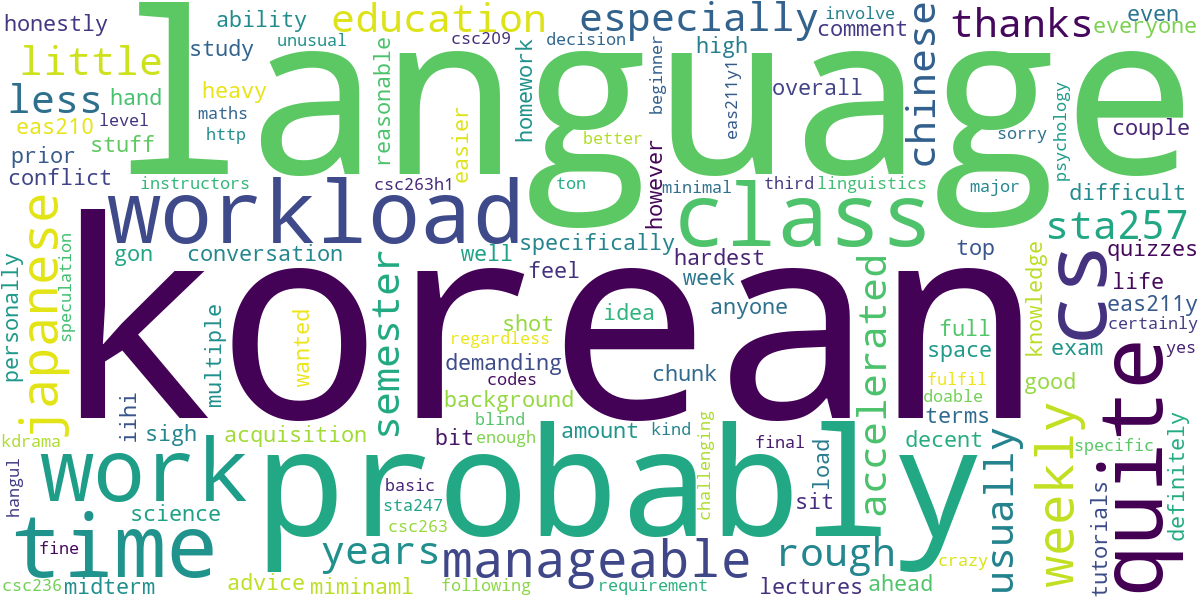 honestly
ability
education
especially
involve
comment
thanks
even
everyone
language
little
study
unusual
csc209
decision
high
chinese
less
hand
heavy
reasonable
homework
beginner
overall
eas210
level
maths
http
easier
better
eas211y1
sorry
psychology
couple
stuff
prior
conflict
instructors
csc263h1
ton
minimal
third
linguistics
major
difficult
japanese
workload
however
class
sta257
gon
conversation
specifically
well
hardest
top
cs
quizzes
personally
speculation
korean
semester
feel
week
anyone
accelerated
knowledge
life
eas211y
certainly
multiple
wanted
shot
idea
regardless
full
space
exam
yes
demanding
codes
chunk
fulfil
doable
good
quite
background
iihi
sigh
acquisition
blind
enough
bit
amount
kind
challenging
terms
decent
kdrama
hangul
work
probably
final
load
usually
weekly
specific
definitely
basic
sta247
csc263
sit
science
time
fine
years
manageable
rough
crazy
tutorials
csc236
midterm
advice
miminaml
following
requirement
lectures
ahead